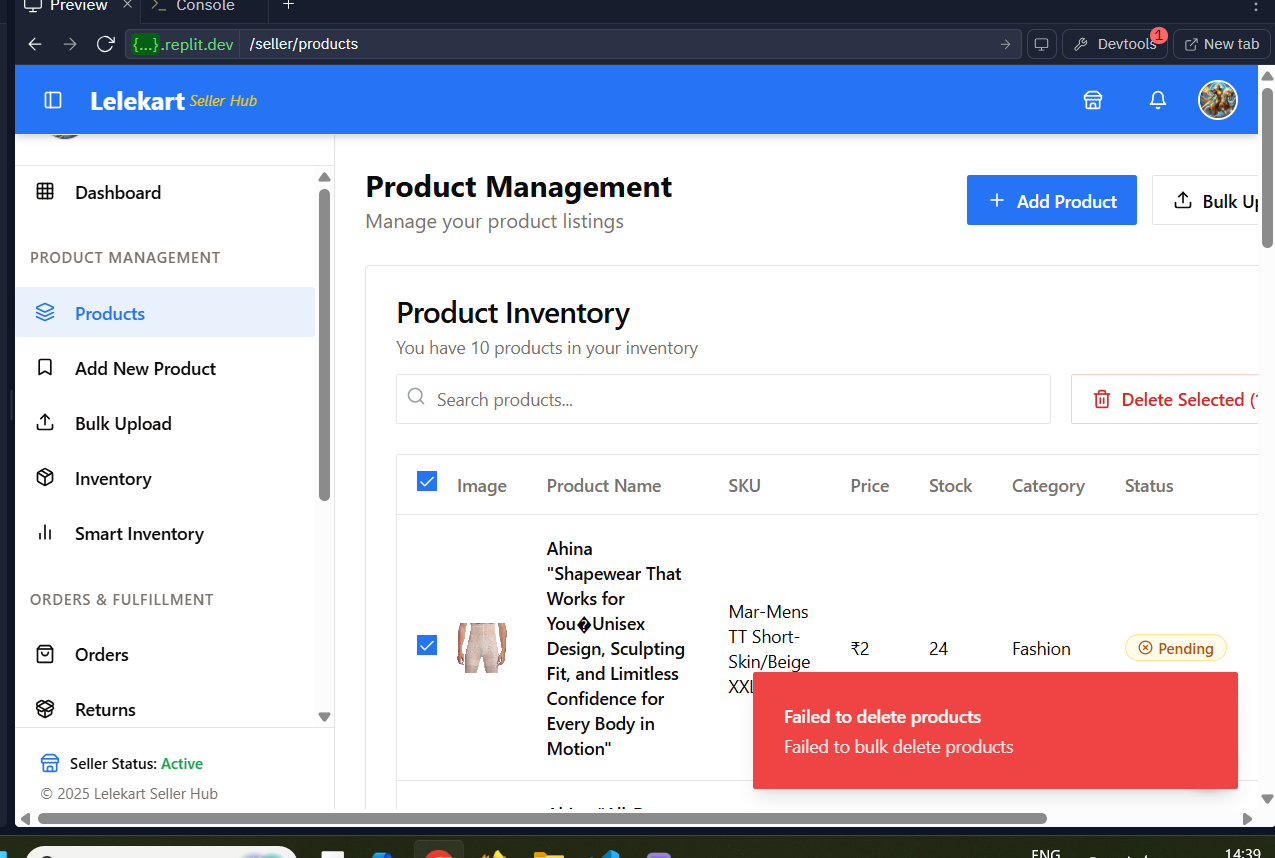 Preview
Console
{...}.replit.dev /seller/products
Devtools 1
New tab
Lelekart Seller Hub
Dashboard
PRODUCT MANAGEMENT
Products
Add New Product
Bulk Upload
Inventory
Smart Inventory
ORDERS & FULFILLMENT
Orders
Returns
Seller Status: Active
© 2025 Lelekart Seller Hub
Product Management
Manage your product listings
Add Product
Bulk Up
Product Inventory
You have 10 products in your inventory
Search products...
Delete Selected (1
Image Product Name SKU Price Stock Category Status
Ahina
"Shapewear That
Works for
You�Unisex
Design, Sculpting
Fit, and Limitless
Confidence for
Every Body in
Motion"
Mar-Mens
TT Short-
Skin/Beige
XXL
₹2
24
Fashion
Pending
Failed to delete products
Failed to bulk delete products
ENG
14:39